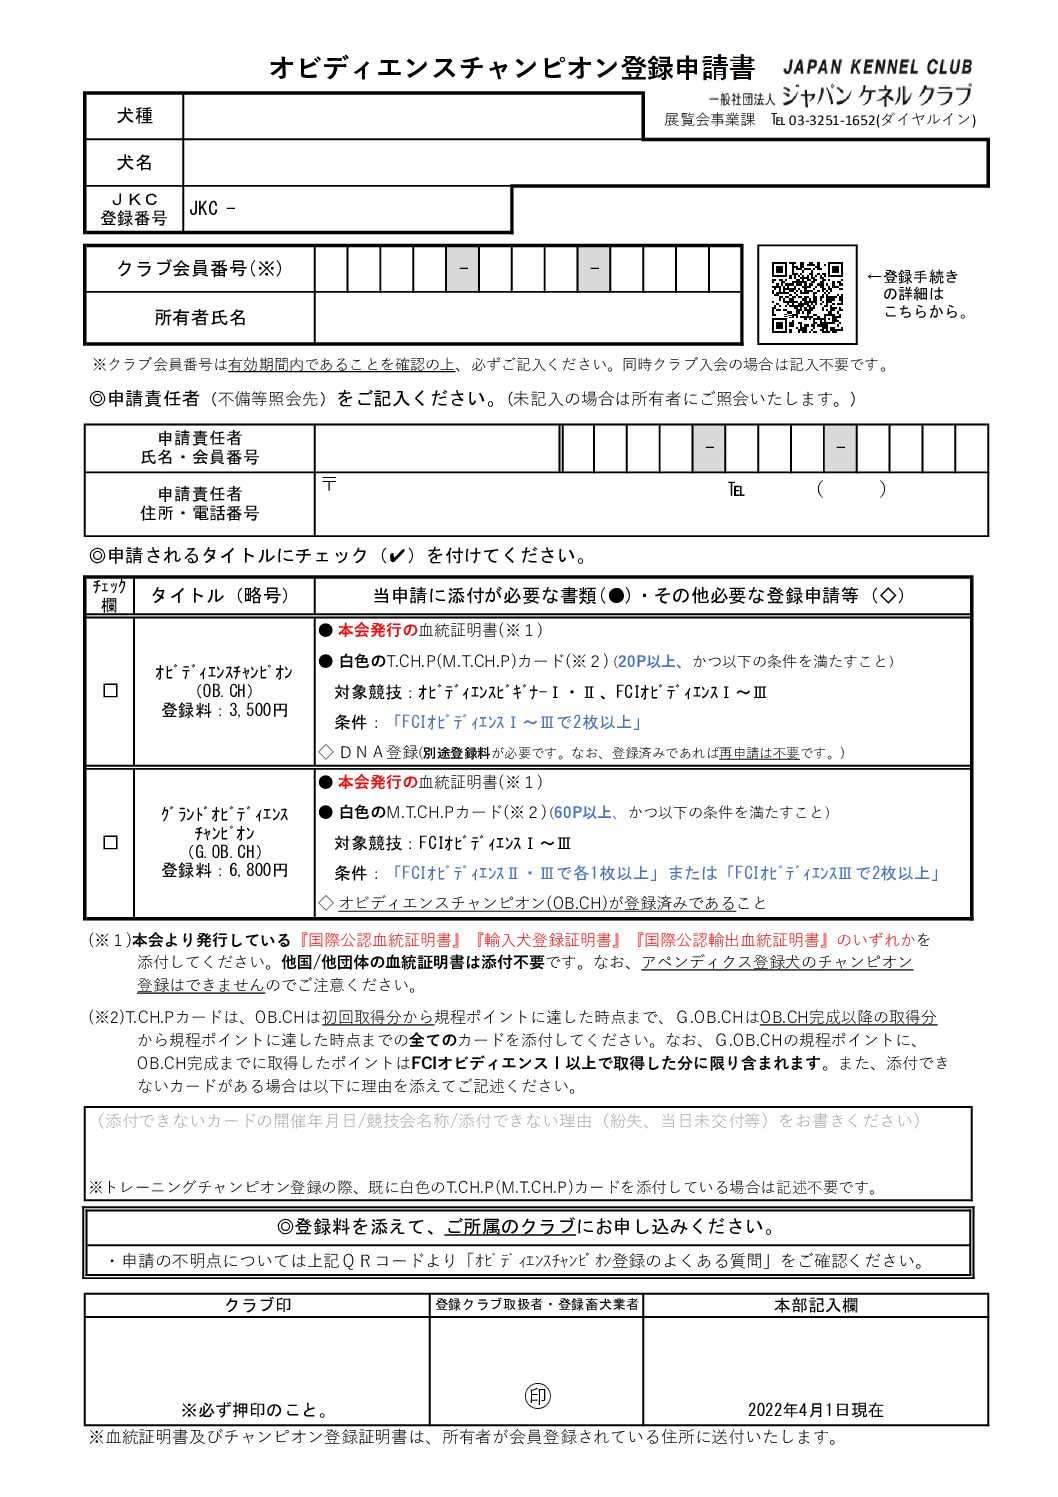 オビディエンスチャンピオン登録申請書
JAPAN KENNEL CLUB
一般社団法人 ジャパン ケネル クラブ
展覧会事業課 ℡ 03-3251-1652(ダイヤルイン)
犬種
犬名
ＪＫＣ
登録番号
JKC －
クラブ会員番号(※)
－ －
所有者氏名
←登録手続き
の詳細は
こちらから。
※クラブ会員番号は有効期間内であることを確認の上、必ずご記入ください。同時クラブ入会の場合は記入不要です。
◎申請責任者（不備等照会先）をご記入ください。(未記入の場合は所有者にご照会いたします。)
申請責任者
氏名・会員番号
－ －
申請責任者
住所・電話番号
〒 ℡ ( )
◎申請されるタイトルにチェック（✔）を付けてください。
ﾁｪｯｸ
欄
タイトル（略号）
当申請に添付が必要な書類(●)・その他必要な登録申請等（◇）
□
ｵﾋﾞﾃﾞｨｴﾝｽﾁｬﾝﾋﾟｵﾝ
(OB.CH)
登録料：3,500円
● 本会発行の血統証明書(※１)
● 白色のT.CH.P(M.T.CH.P)カード(※２)(20P以上、かつ以下の条件を満たすこと)
対象競技：ｵﾋﾞﾃﾞｨｴﾝｽﾋﾞｷﾞﾅｰⅠ・Ⅱ、FCIｵﾋﾞﾃﾞｨｴﾝｽⅠ～Ⅲ
条件：「FCIｵﾋﾞﾃﾞｨｴﾝｽⅠ～Ⅲで2枚以上」
◇ ＤＮＡ登録(別途登録料が必要です。なお、登録済みであれば再申請は不要です。)
□
ｸﾞﾗﾝﾄﾞｵﾋﾞﾃﾞｨｴﾝｽ
ﾁｬﾝﾋﾟｵﾝ
(G.OB.CH)
登録料：6,800円
● 本会発行の血統証明書(※１)
● 白色のM.T.CH.Pカード(※２)(60P以上、かつ以下の条件を満たすこと)
対象競技：FCIｵﾋﾞﾃﾞｨｴﾝｽⅠ～Ⅲ
条件：「FCIｵﾋﾞﾃﾞｨｴﾝｽⅡ・Ⅲで各1枚以上」または「FCIｵﾋﾞﾃﾞｨｴﾝｽⅢで2枚以上」
◇ オビディエンスチャンピオン(OB.CH)が登録済みであること
(※１)本会より発行している『国際公認血統証明書』『輸入犬登録証明書』『国際公認輸出血統証明書』のいずれかを
添付してください。他国/他団体の血統証明書は添付不要です。なお、アペンディクス登録犬のチャンピオン
登録はできませんのでご注意ください。
(※2)T.CH.Pカードは、OB.CHは初回取得分から規程ポイントに達した時点まで、G.OB.CHはOB.CH完成以降の取得分
から規程ポイントに達した時点までの全てのカードを添付してください。なお、G.OB.CHの規程ポイントに、
OB.CH完成までに取得したポイントはFCIオビディエンスⅠ以上で取得した分に限り含まれます。また、添付でき
ないカードがある場合は以下に理由を添えてご記述ください。
（添付できないカードの開催年月日/競技会名称/添付できない理由（紛失、当日未交付等）をお書きください）
※トレーニングチャンピオン登録の際、既に白色のT.CH.P(M.T.CH.P)カードを添付している場合は記述不要です。
◎登録料を添えて、ご所属のクラブにお申し込みください。
・申請の不明点については上記ＱＲコードより「ｵﾋﾞﾃﾞｨｴﾝｽﾁｬﾝﾋﾟｵﾝ登録のよくある質問」をご確認ください。
クラブ印
登録クラブ取扱者・登録畜犬業者
本部記入欄
※必ず押印のこと。
㊞
2022年4月1日現在
※血統証明書及びチャンピオン登録証明書は、所有者が会員登録されている住所に送付いたします。